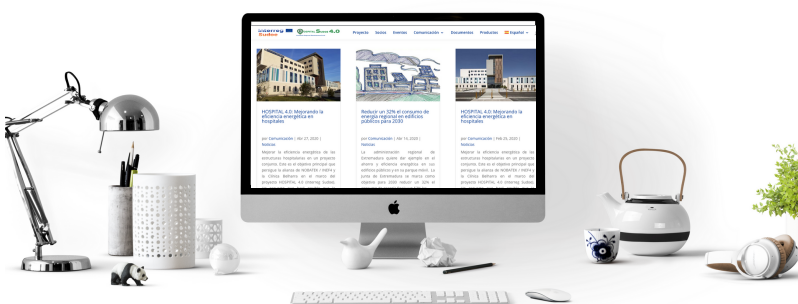 Interreg
Sudoe
HOSPITAL SUDOE 4.0
Proyecto Socios Eventos Comunicación Documentos Productos Español
HOSPITAL 4.0: Mejorando la
eficiencia energética en
hospitales
por Comunicación | Abr 27, 2020 |
Noticias
Mejorar la eficiencia energética de las
estructuras hospitalarias en un proyecto
conjunto. Este es el objetivo principal que
persigue la alianza de NOBATEK / INEF4 y
la Clínica Belharra en el marco del
proyecto HOSPITAL 4.0 (Interreg Sudoe).
Reducir un 32% el consumo de
energía regional en edificios
públicos para 2030
por Comunicación | Abr 14, 2020 |
Noticias
La administración regional de
Extremadura quiere dar ejemplo en el
ahorro y eficiencia energética en sus
edificios públicos y en su parque móvil. La
Junta de Extremadura se marca como
objetivo para 2030 reducir un 32% el
HOSPITAL 4.0: Mejorando la
eficiencia energética en
hospitales
por Comunicación | Feb 20, 2020 |
Noticias
Mejorar la eficiencia energética de las
estructuras hospitalarias en un proyecto
conjunto. Este es el objetivo principal que
persigue la alianza de NOBATEK / INEF4 y
la Clínica Belharra en el marco del
proyecto HOSPITAL 4.0 (Interreg Sudoe).